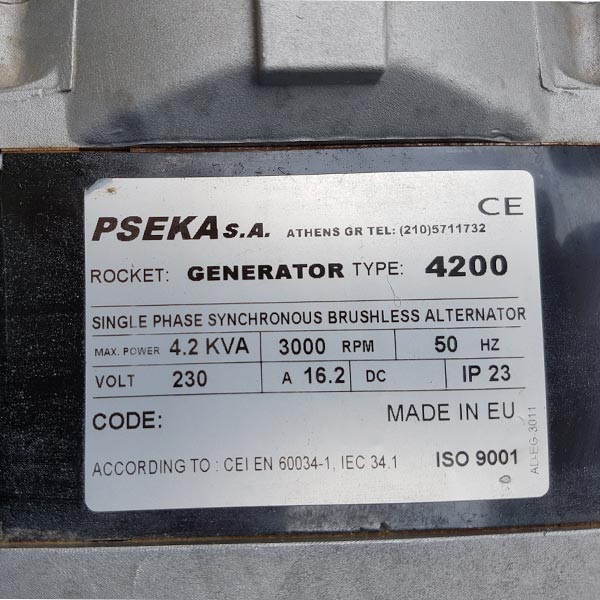 CE
PSEKA S.A. ATHENS GR TEL: (210)5711732
ROCKET: GENERATOR TYPE: 4200
SINGLE PHASE SYNCHRONOUS BRUSHLESS ALTERNATOR
MAX. POWER 4.2 KVA 3000 RPM 50 HZ
VOLT 230 A 16.2 DC IP 23
CODE: MADE IN EU
ACCORDING TO : CEI EN 60034-1, IEC 34.1 ISO 9001
AD-EG 3011